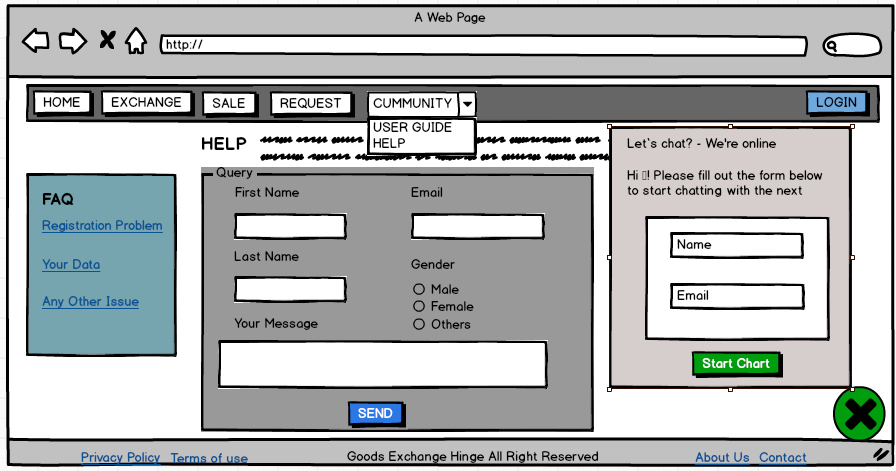 A Web Page
http://
HOME EXCHANGE SALE REQUEST CUMMUNITY LOGIN
USER GUIDE
HELP
HELP
FAQ
Registration Problem
Your Data
Any Other Issue
Query
First Name Email
Last Name
Gender
Male
Female
Others
Your Message
SEND
Let's chat? - We're online
Hi ▯! Please fill out the form below
to start chatting with the next
Name
Email
Start Chart
Privacy Policy Terms of use Goods Exchange Hinge All Right Reserved About Us Contact